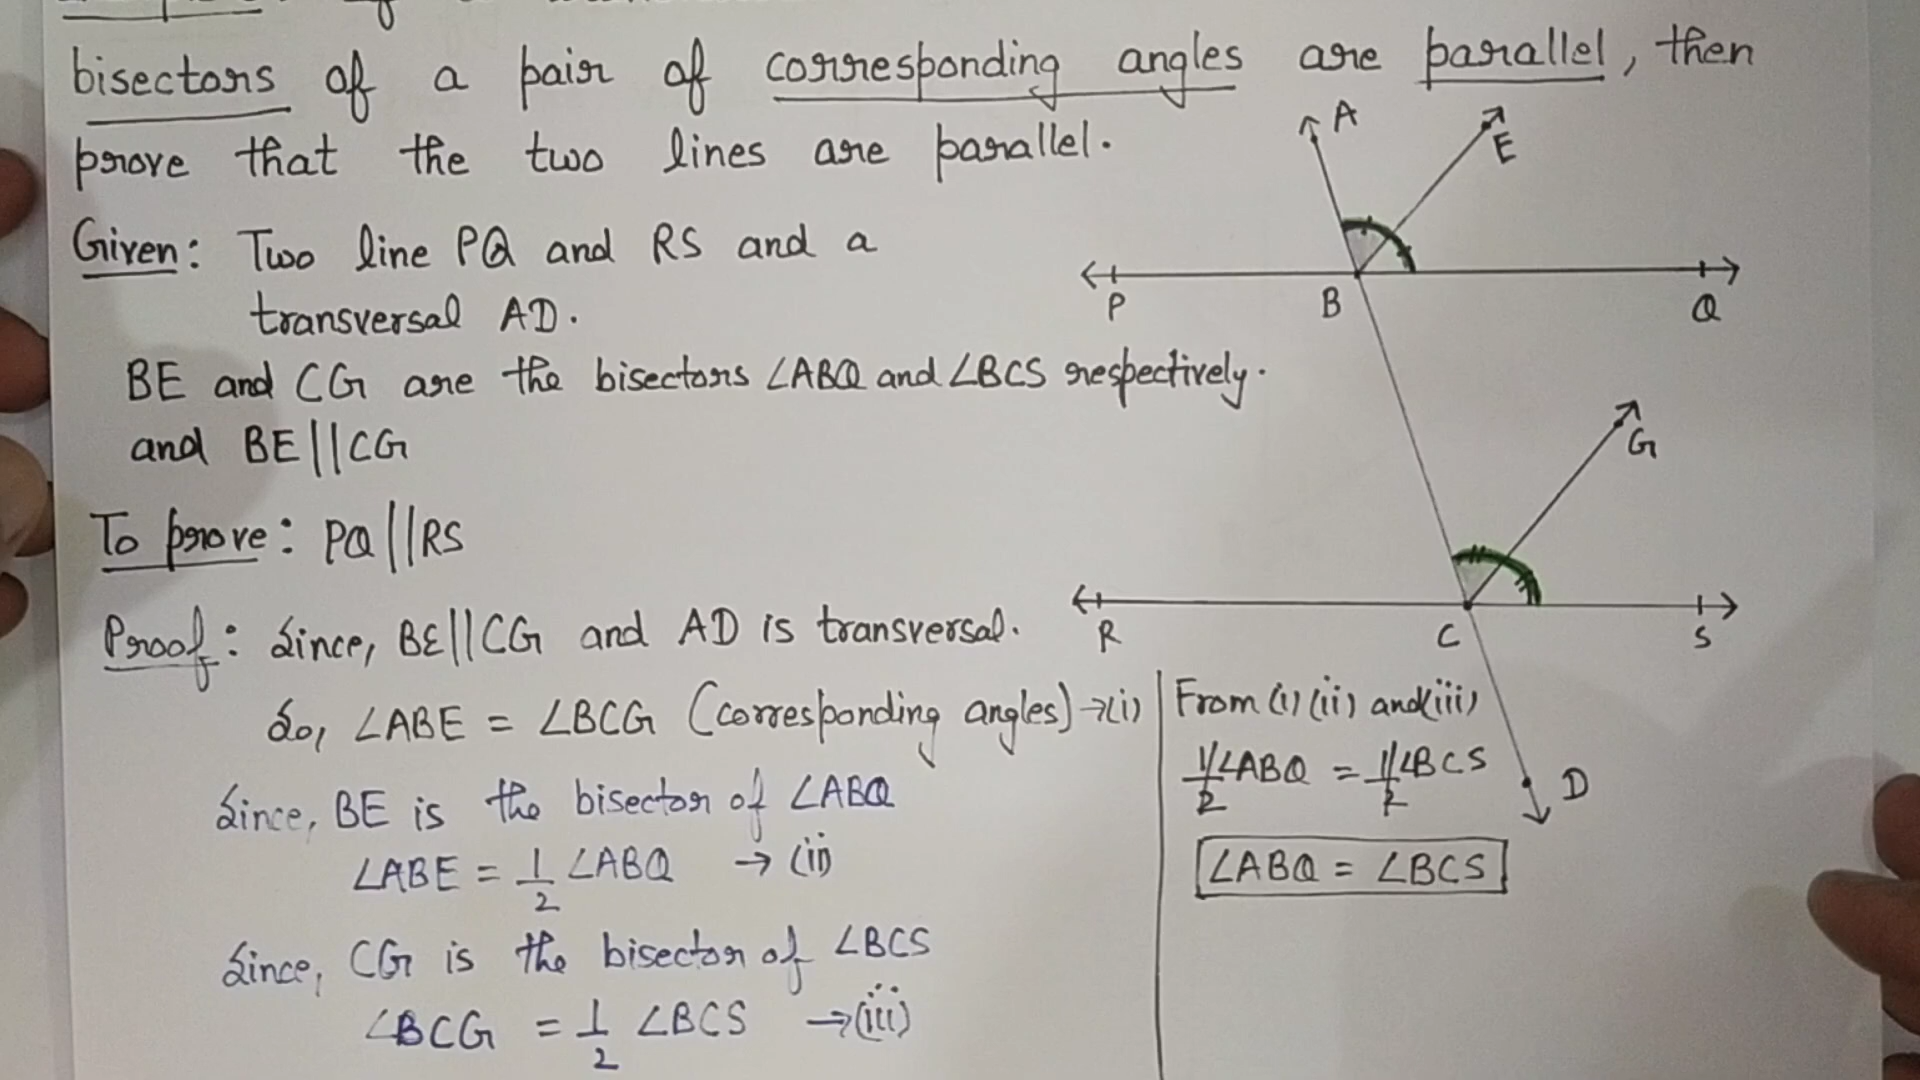 bisectors of a pair of corresponding angles are parallel, then
prove that the two lines are parallel.
Given: Two line PQ and RS and a
transversal AD.
BE and CG are the bisectors ∠ABQ and ∠BCS respectively.
and BE||CG
To prove: PQ||RS
Proof: Since, BE||CG and AD is transversal.
So, ∠ABE = ∠BCG (corresponding angles)→(i)
Since, BE is the bisector of ∠ABQ
∠ABE = 1/2 ∠ABQ → (ii)
Since, CG is the bisector of ∠BCS
∠BCG = 1/2 ∠BCS →(iii)
From (i) (ii) and (iii)
1/2 ∠ABQ = 1/2 ∠BCS
∠ABQ = ∠BCS
A
E
P
B
Q
G
R
C
S
D